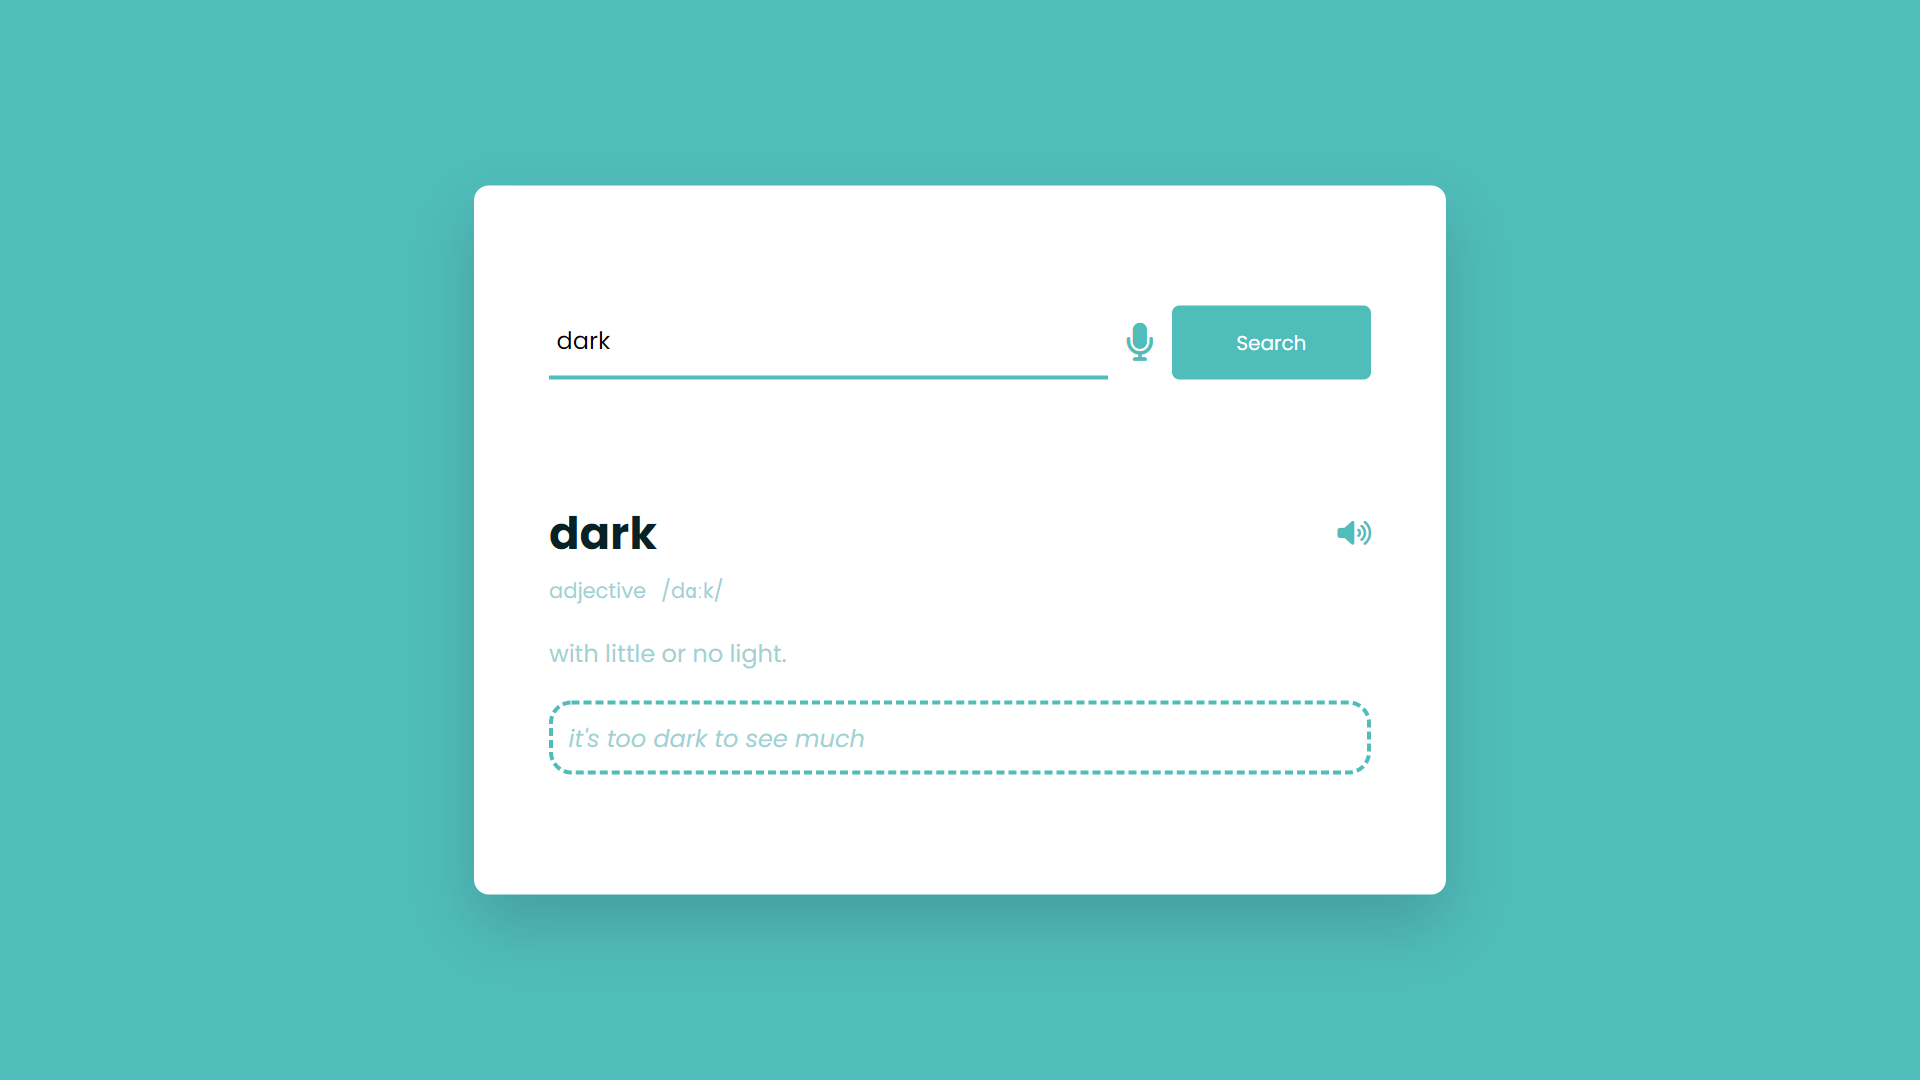 dark
Search
dark
adjective /dɑːk/
with little or no light.
it's too dark to see much